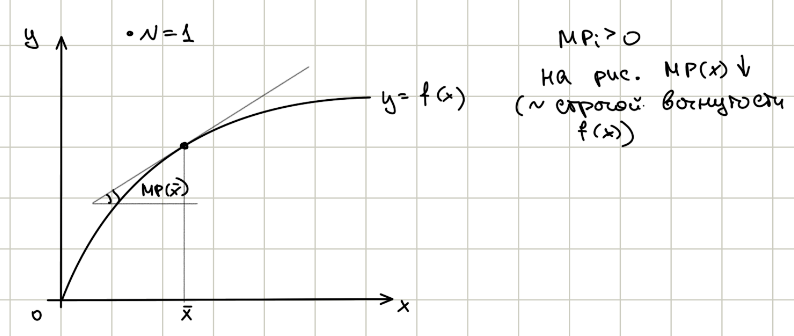 y
• N=1
MPᵢ>0
на рис. MP(x)↓
(~ строгой вогнутости
f(x))
y=f(x)
MP(x̄)
0
x̄
x